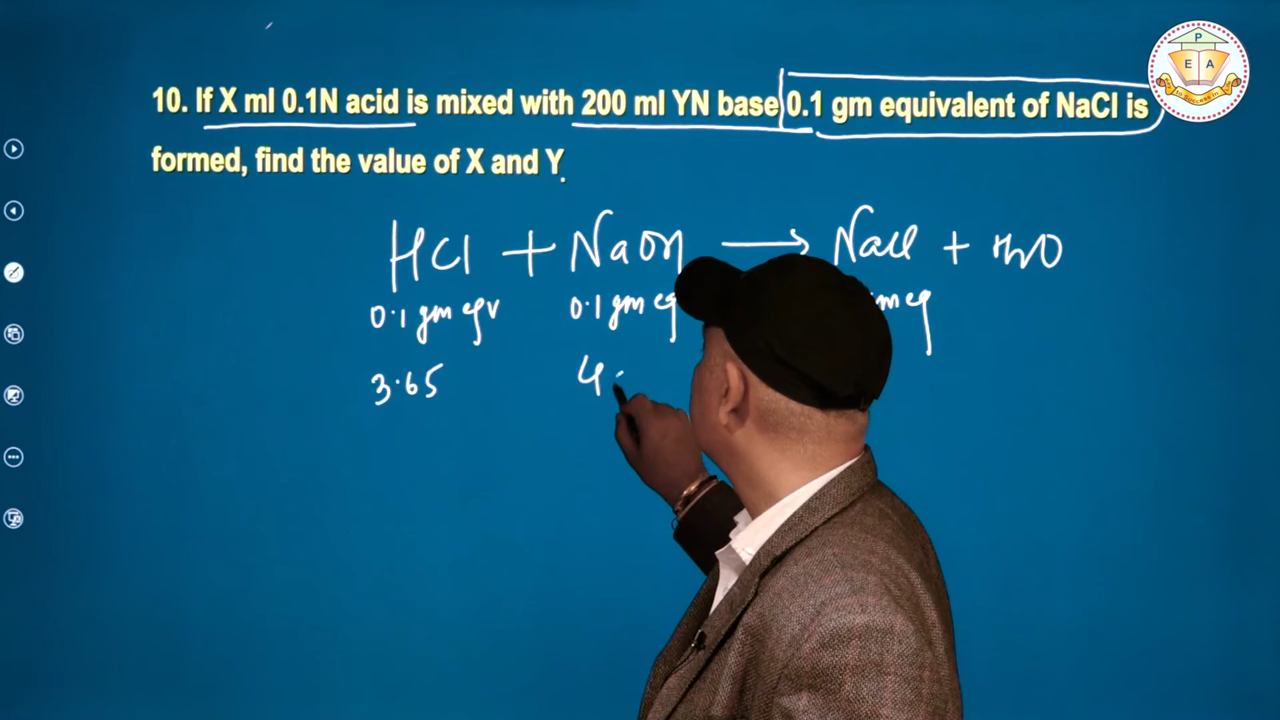 10. If X ml 0.1N acid is mixed with 200 ml YN base 0.1 gm equivalent of NaCl is
formed, find the value of X and Y.
HCl + NaOH → NaCl + H2O
0.1 gm eqv 0.1 gm eq m eq
3.65 4.
P
E A